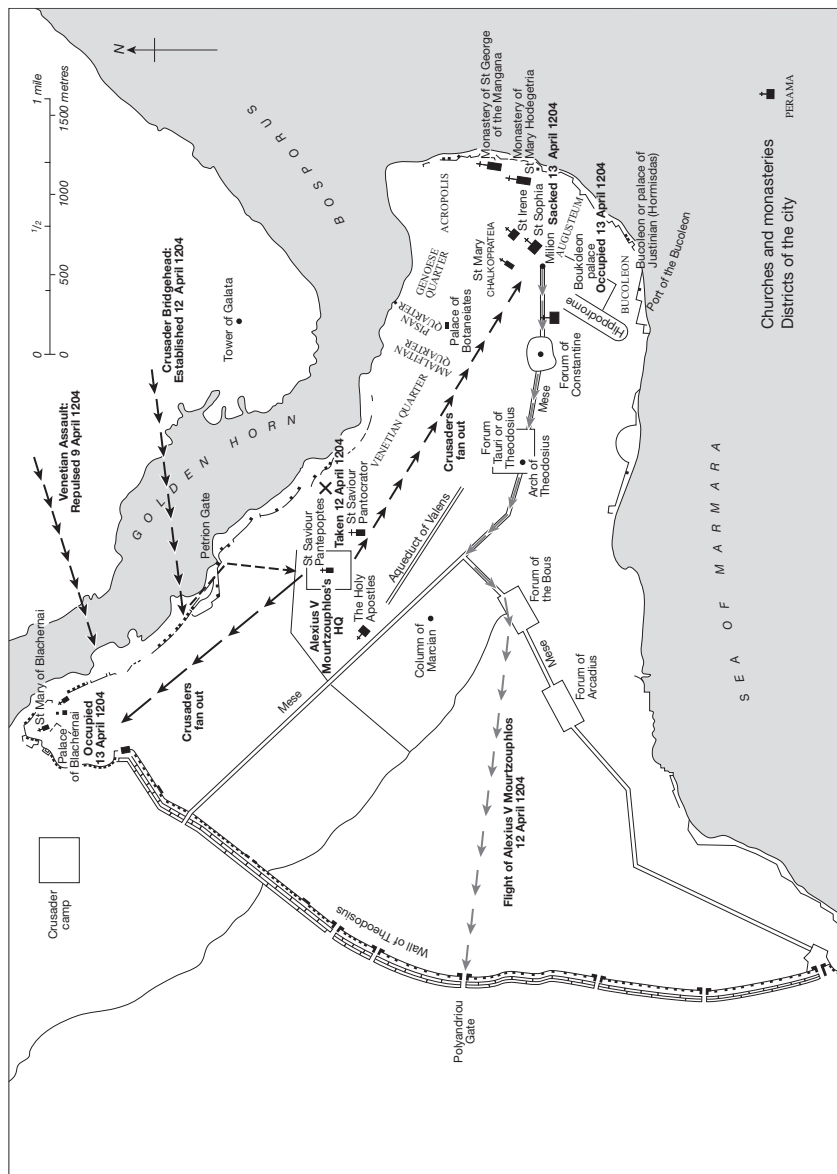 N
1 mile
1500 metres
1000
1/2
500
0
0
BOSPORUS
Venetian Assault:
Repulsed 9 April 1204
Crusader Bridgehead:
Established 12 April 1204
Tower of Galata
GOLDEN HORN
Petrion Gate
St Mary of Blachernai
Palace
of Blachernai
Occupied
13 April 1204
Crusader
camp
Crusaders
fan out
Alexius V
Mourtzouphlos's
HQ
St Saviour
Pantepoptes
Taken 12 April 1204
St Saviour
Pantocrator
The Holy
Apostles
VENETIAN QUARTER
AMALFITAN
QUARTER
PISAN
QUARTER
GENOESE
QUARTER
ACROPOLIS
Palace of
Botaneiates
Crusaders
fan out
St Mary
CHALKOPRATEIA
Monastery of St George
of the Mangana
Monastery of
St Mary Hodegetria
St Irene
St Sophia
Sacked 13 April 1204
Milion
AUGUSTEUM
Boukoleon
palace
Occupied 13 April 1204
Hippodrome
BUCOLEON
Bucoleon or palace of
Justinian (Hormisdas)
Port of the Bucoleon
Forum of
Constantine
Mese
Forum
Tauri or of
Theodosius
Arch of
Theodosius
Aqueduct of Valens
Mese
Column of
Marcian
Forum of
the Bous
Mese
Forum of
Arcadius
Flight of Alexius V Mourtzouphlos
12 April 1204
Wall of Theodosius
Polyandriou
Gate
SEA OF MARMARA
Churches and monasteries
PERAMA
Districts of the city